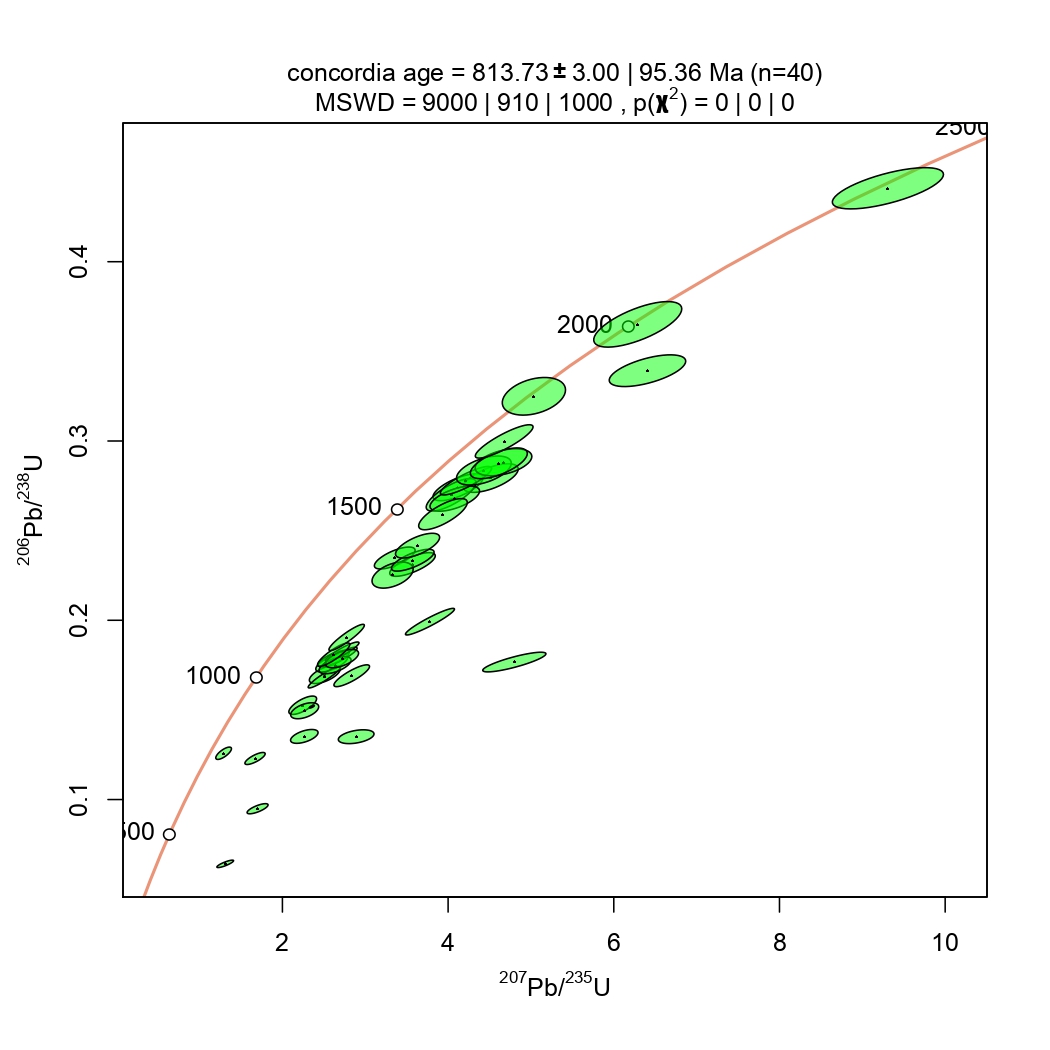 concordia age = 813.73 ± 3.00 | 95.36 Ma (n=40)
MSWD = 9000 | 910 | 1000 , p(χ²) = 0 | 0 | 0
2500
0.4
2000
0.3
1500
0.2
1000
0.1
500
2 4 6 8 10
²⁰⁶Pb/²³⁸U
²⁰⁷Pb/²³⁵U